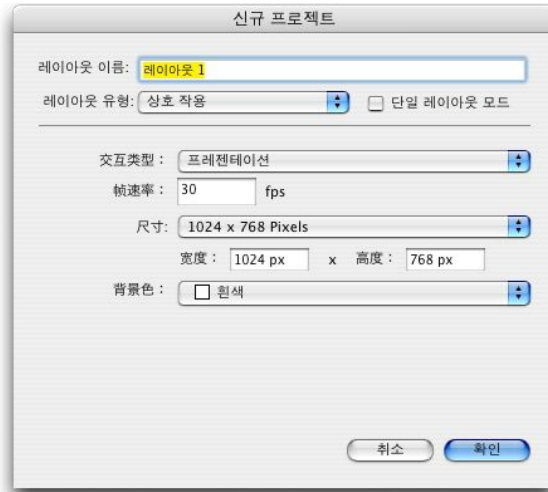 신규 프로젝트
레이아웃 이름: 레이아웃 1
레이아웃 유형: 상호 작용 단일 레이아웃 모드
交互类型： 프레젠테이션
帧速率： 30 fps
尺寸: 1024 x 768 Pixels
宽度： 1024 px x 高度： 768 px
背景色： 흰색
취소 확인